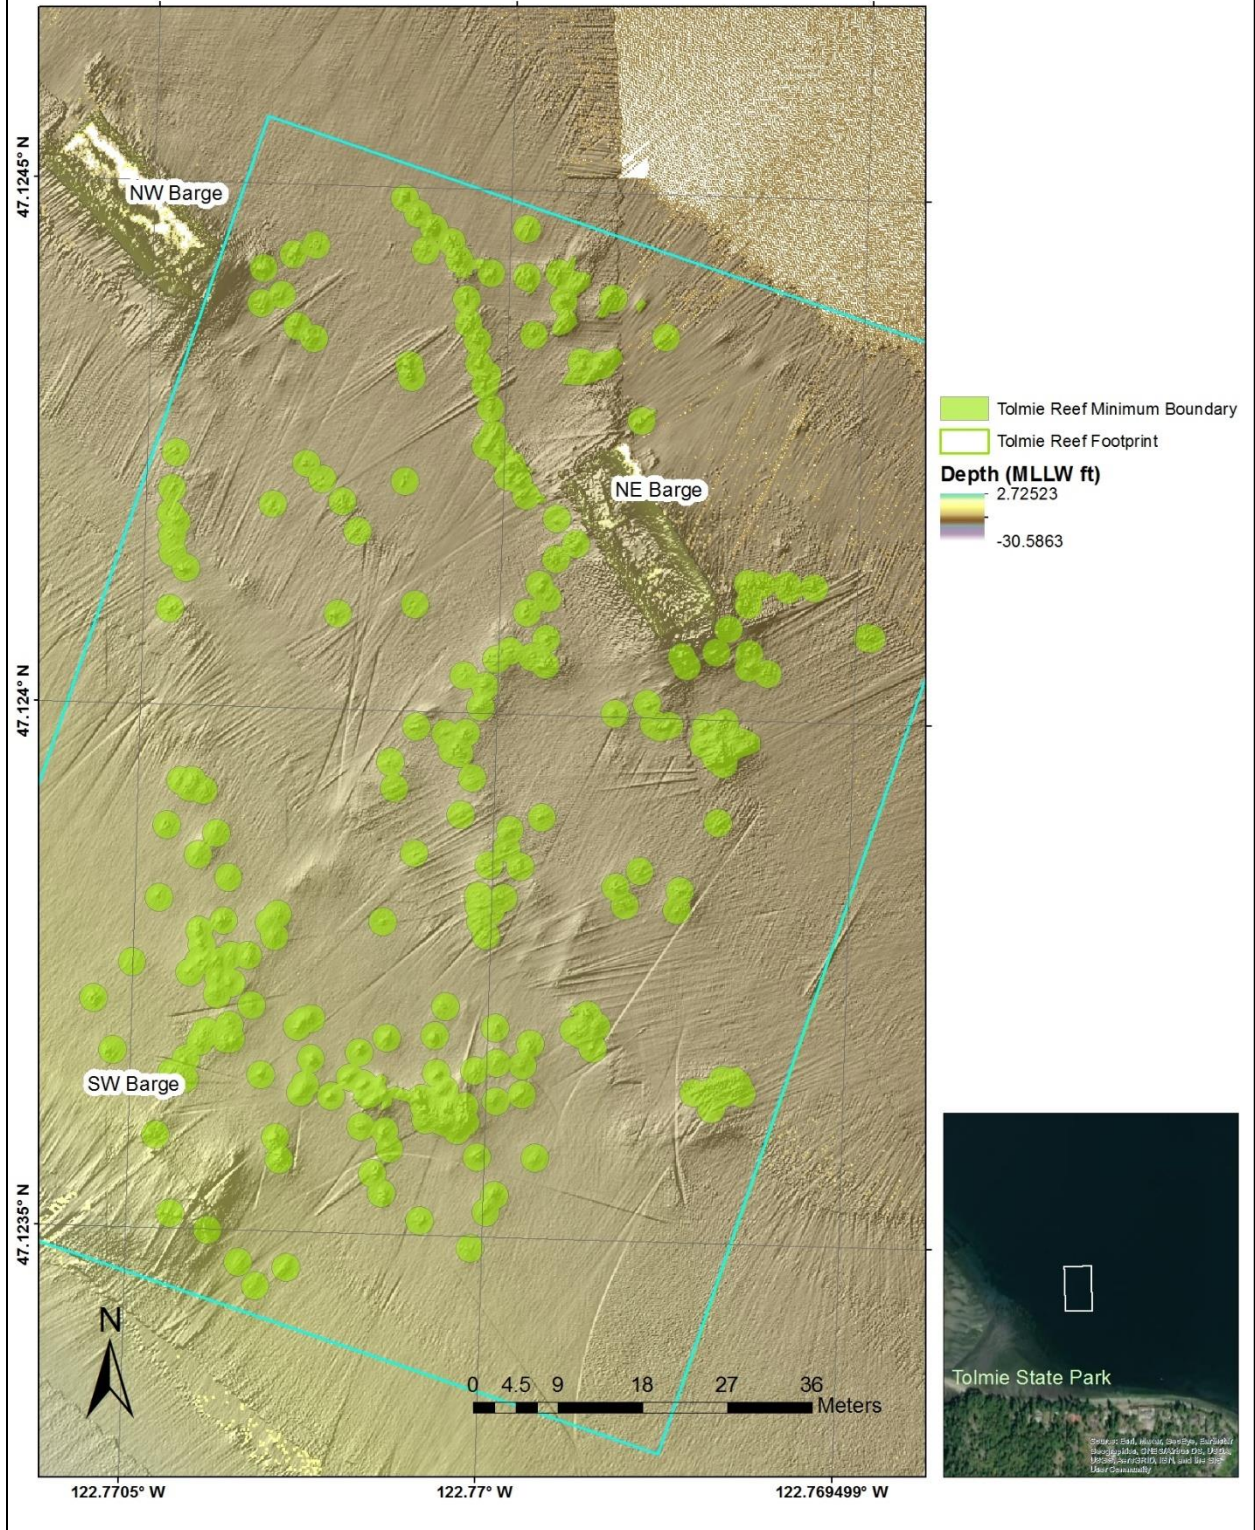 47.1245° N
NW Barge
NE Barge
47.124° N
SW Barge
47.1235° N
N
0 4.5 9 18 27 36
Meters
122.7705° W
122.77° W
122.769499° W
Tolmie Reef Minimum Boundary
Tolmie Reef Footprint
Depth (MLLW ft)
2.72523
-30.5863
Tolmie State Park
User Community